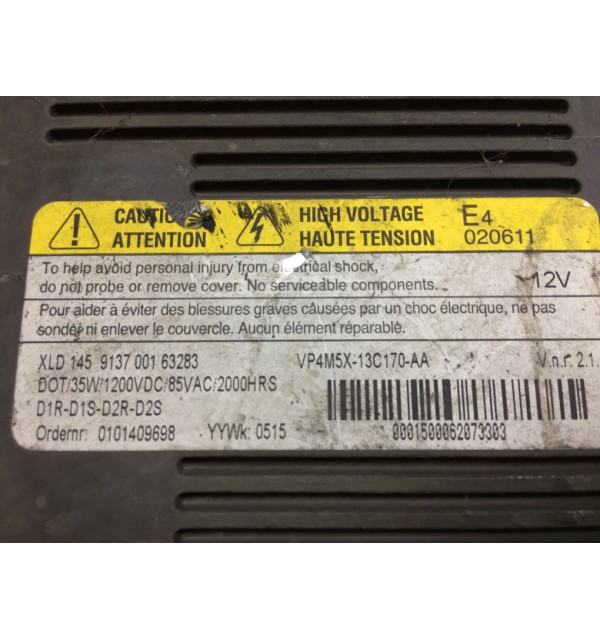 CAUTION HIGH VOLTAGE E4
ATTENTION HAUTE TENSION 020611
To help avoid personal injury from electrical shock,
do not probe or remove cover. No serviceable components. 12V
Pour aider à éviter des blessures graves causées par un choc électrique, ne pas
sonder ni enlever le couvercle. Aucun élément réparable.
XLD 145 9137 001 63283 VP4M5X-13C170-AA V.n.r. 2.1.
DOT/35W/1200VDC/85VAC/2000HRS
D1R-D1S-D2R-D2S
Ordernr: 0101409698 YYWk: 0515 0001500062073303